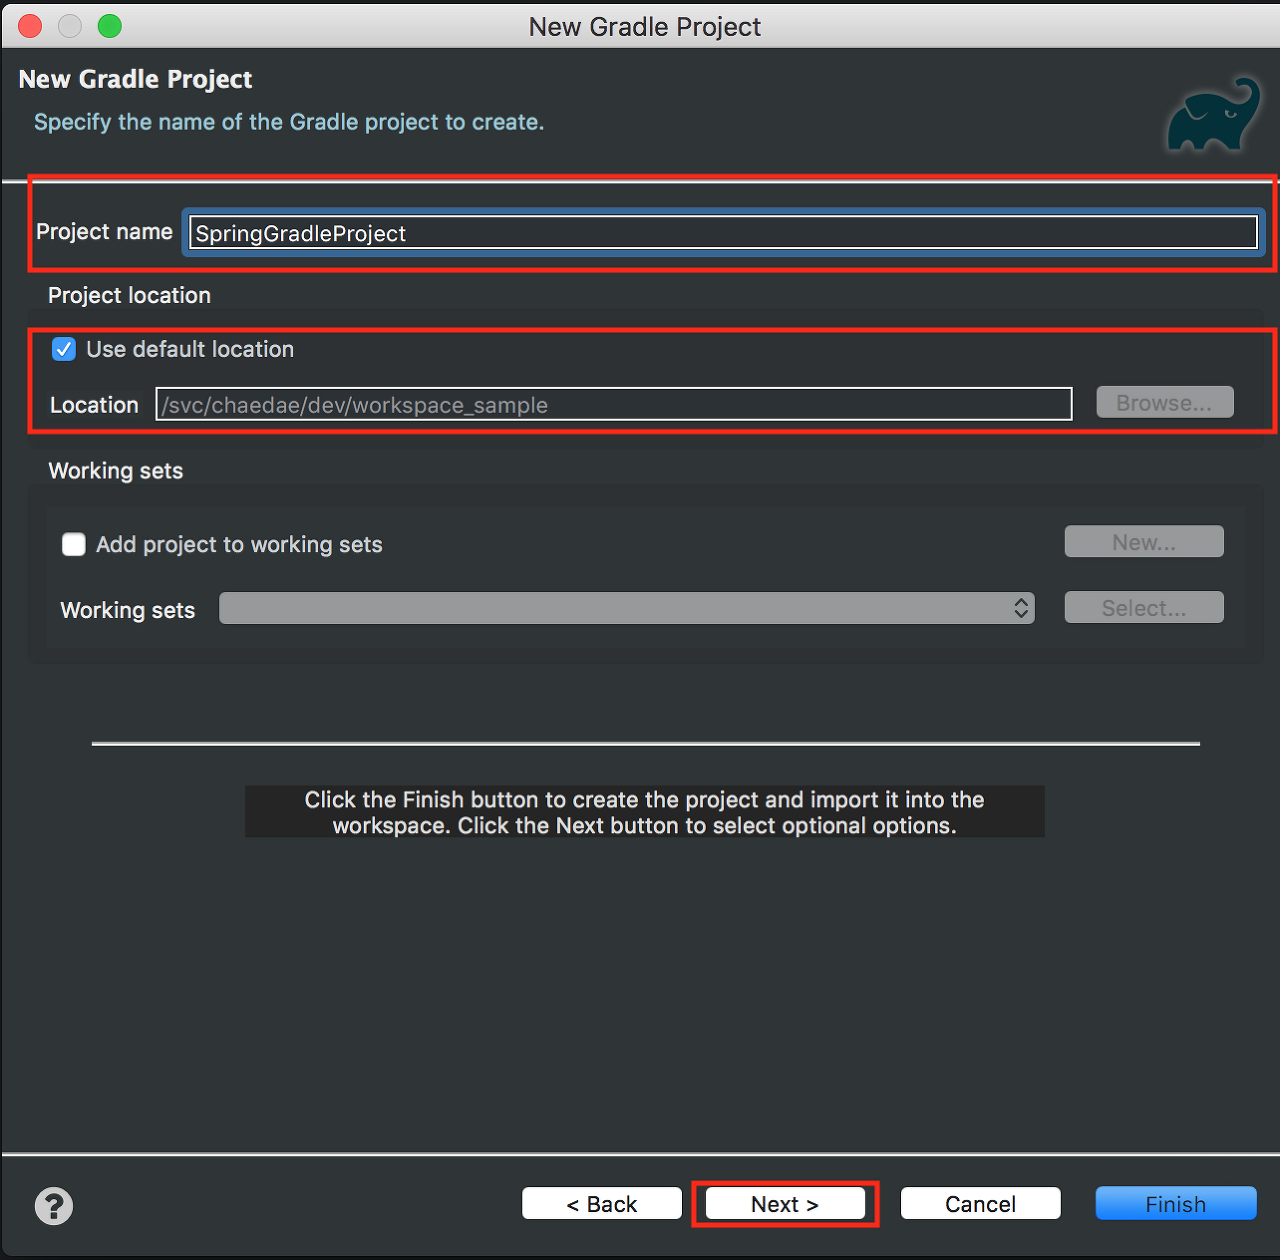 New Gradle Project
New Gradle Project
Specify the name of the Gradle project to create.
Project name SpringGradleProject
Project location
Use default location
Location /svc/chaedae/dev/workspace_sample Browse...
Working sets
Add project to working sets New...
Working sets Select...
Click the Finish button to create the project and import it into the
workspace. Click the Next button to select optional options.
? < Back Next > Cancel Finish